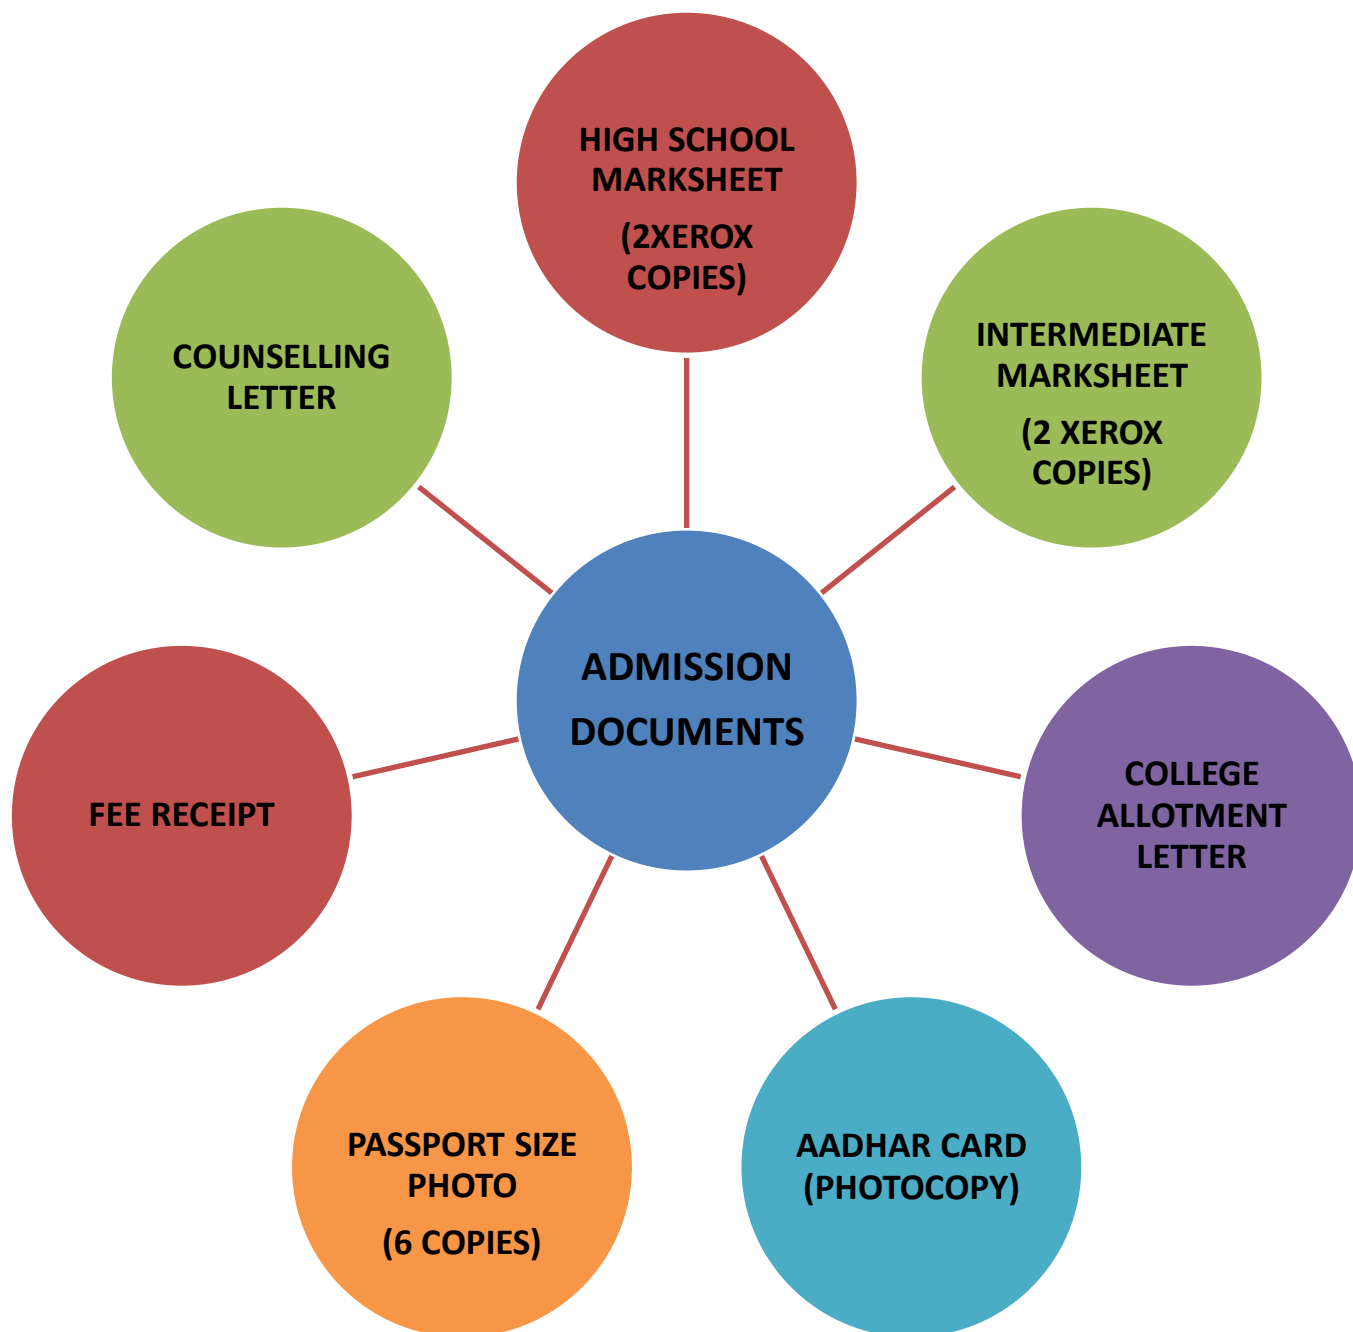 HIGH SCHOOL
MARKSHEET
(2XEROX
COPIES)
INTERMEDIATE
MARKSHEET
(2 XEROX
COPIES)
COLLEGE
ALLOTMENT
LETTER
AADHAR CARD
(PHOTOCOPY)
PASSPORT SIZE
PHOTO
(6 COPIES)
FEE RECEIPT
COUNSELLING
LETTER
ADMISSION
DOCUMENTS